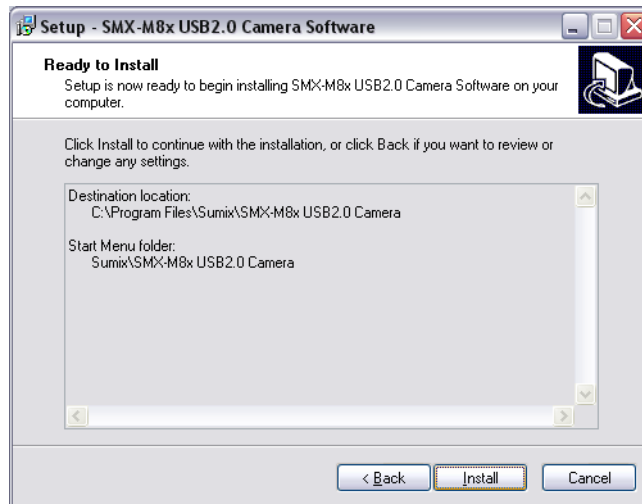 Setup - SMX-M8x USB2.0 Camera Software
Ready to Install
Setup is now ready to begin installing SMX-M8x USB2.0 Camera Software on your
computer.
Click Install to continue with the installation, or click Back if you want to review or
change any settings.
Destination location:
C:\Program Files\Sumix\SMX-M8x USB2.0 Camera
Start Menu folder:
Sumix\SMX-M8x USB2.0 Camera
< Back
Install
Cancel